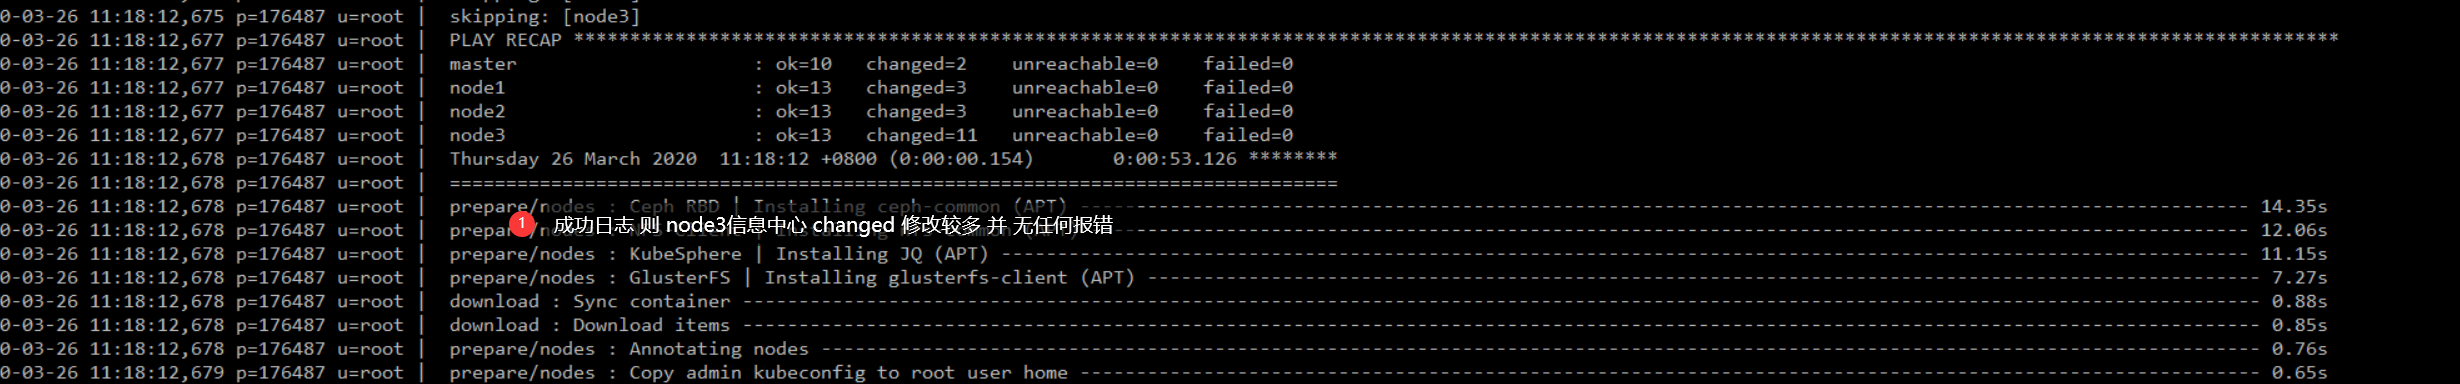 0-03-26 11:18:12,675 p=176487 u=root |  skipping: [node3]
0-03-26 11:18:12,677 p=176487 u=root |  PLAY RECAP *********************************************************************************************************************************************************************
0-03-26 11:18:12,677 p=176487 u=root |  master                     : ok=10   changed=2    unreachable=0    failed=0
0-03-26 11:18:12,677 p=176487 u=root |  node1                      : ok=13   changed=3    unreachable=0    failed=0
0-03-26 11:18:12,677 p=176487 u=root |  node2                      : ok=13   changed=3    unreachable=0    failed=0
0-03-26 11:18:12,677 p=176487 u=root |  node3                      : ok=13   changed=11   unreachable=0    failed=0
0-03-26 11:18:12,678 p=176487 u=root |  Thursday 26 March 2020  11:18:12 +0800 (0:00:00.154)       0:00:53.126 ********
0-03-26 11:18:12,678 p=176487 u=root |  ===============================================================================
0-03-26 11:18:12,678 p=176487 u=root |  prepare/nodes : Ceph RBD | Installing ceph-common (APT) --- 14.35s
1 成功日志 则 node3信息中心 changed 修改较多 并 无任何报错
0-03-26 11:18:12,678 p=176487 u=root |  prepare/nodes --- 12.06s
0-03-26 11:18:12,678 p=176487 u=root |  prepare/nodes : KubeSphere | Installing JQ (APT) --- 11.15s
0-03-26 11:18:12,678 p=176487 u=root |  prepare/nodes : GlusterFS | Installing glusterfs-client (APT) --- 7.27s
0-03-26 11:18:12,678 p=176487 u=root |  download : Sync container --- 0.88s
0-03-26 11:18:12,678 p=176487 u=root |  download : Download items --- 0.85s
0-03-26 11:18:12,678 p=176487 u=root |  prepare/nodes : Annotating nodes --- 0.76s
0-03-26 11:18:12,679 p=176487 u=root |  prepare/nodes : Copy admin kubeconfig to root user home --- 0.65s